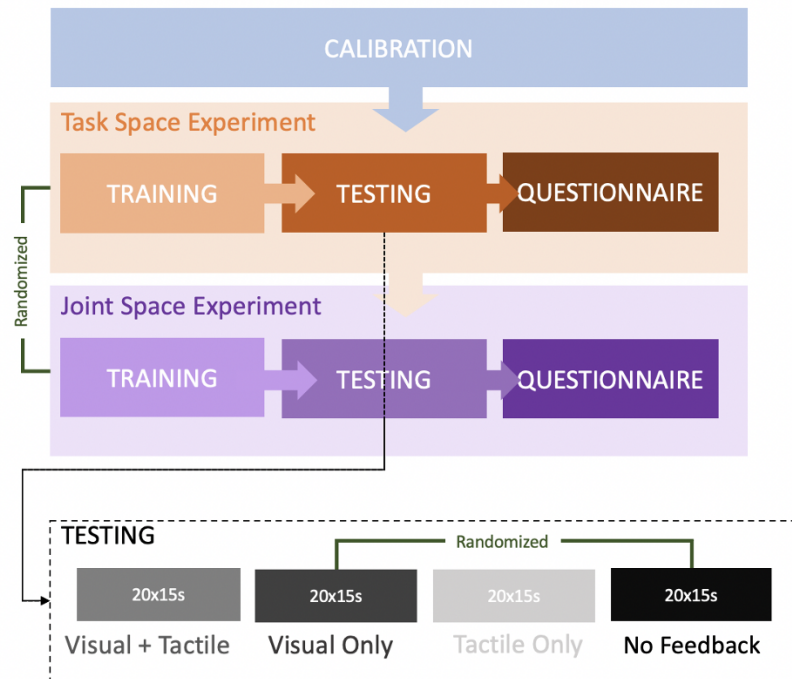 CALIBRATION
Task Space Experiment
TRAINING
TESTING
QUESTIONNAIRE
Randomized
Joint Space Experiment
TRAINING
TESTING
QUESTIONNAIRE
TESTING
Randomized
20x15s
20x15s
20x15s
20x15s
Visual + Tactile
Visual Only
Tactile Only
No Feedback